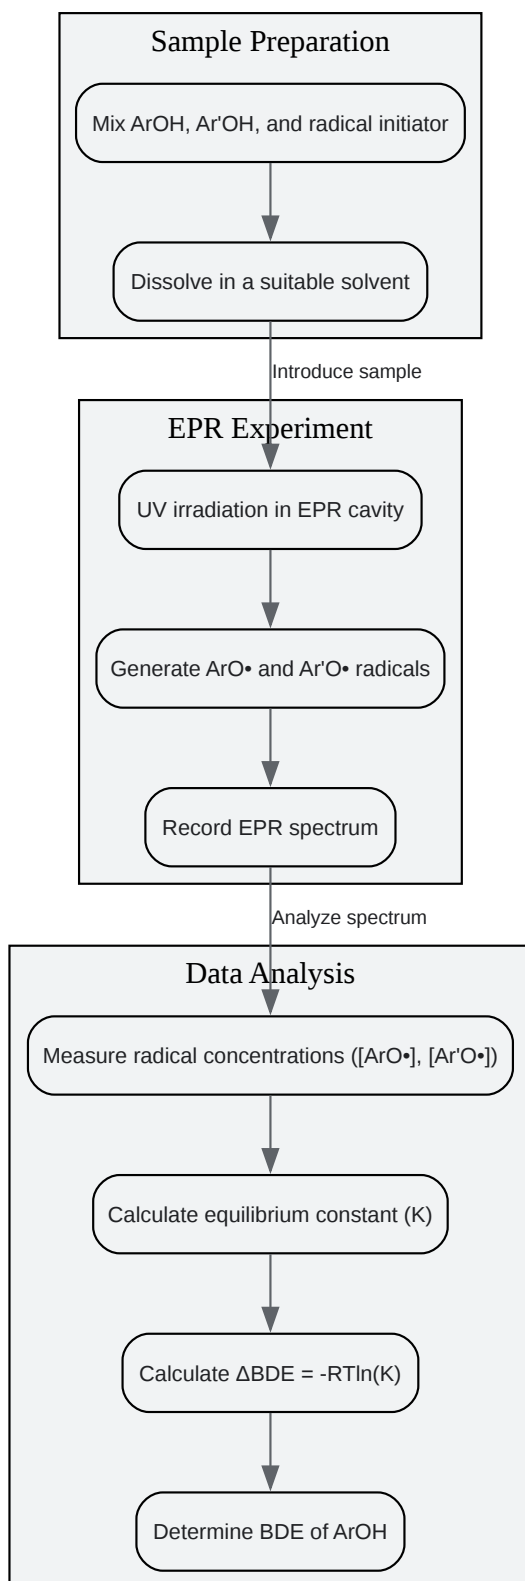 Sample Preparation
Mix ArOH, Ar'OH, and radical initiator
Dissolve in a suitable solvent
Introduce sample
EPR Experiment
UV irradiation in EPR cavity
Generate ArO• and Ar'O• radicals
Record EPR spectrum
Analyze spectrum
Data Analysis
Measure radical concentrations ([ArO•], [Ar'O•])
Calculate equilibrium constant (K)
Calculate ΔBDE = -RTln(K)
Determine BDE of ArOH